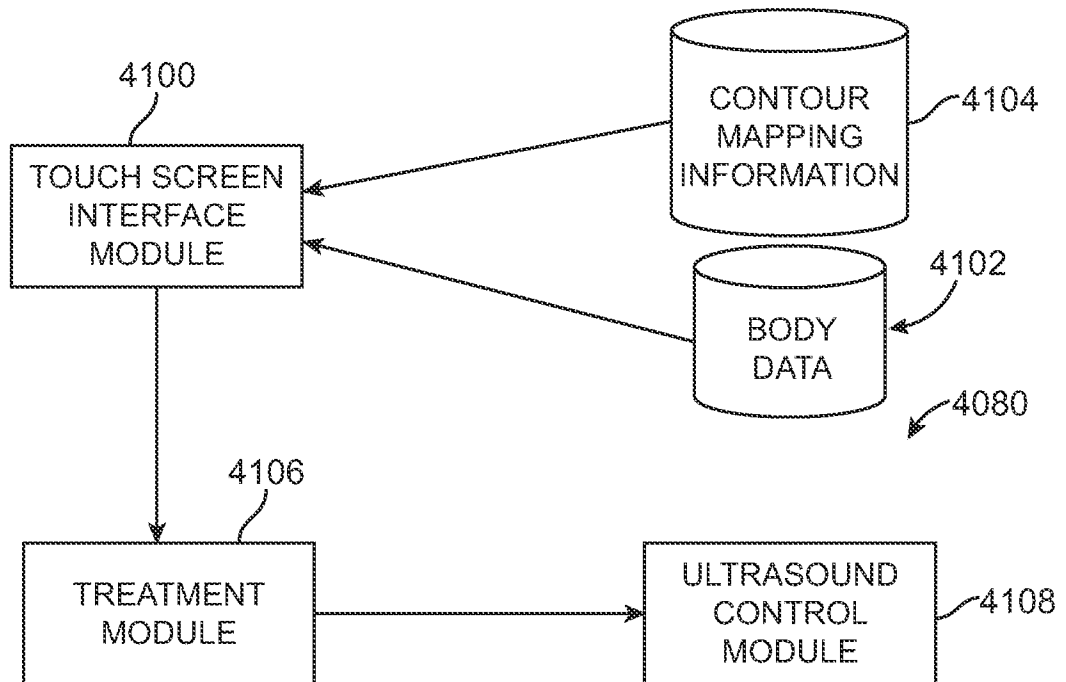 4100
TOUCH SCREEN
INTERFACE
MODULE
CONTOUR
MAPPING
INFORMATION
4104
4102
BODY
DATA
4080
4106
TREATMENT
MODULE
ULTRASOUND
CONTROL
MODULE
4108